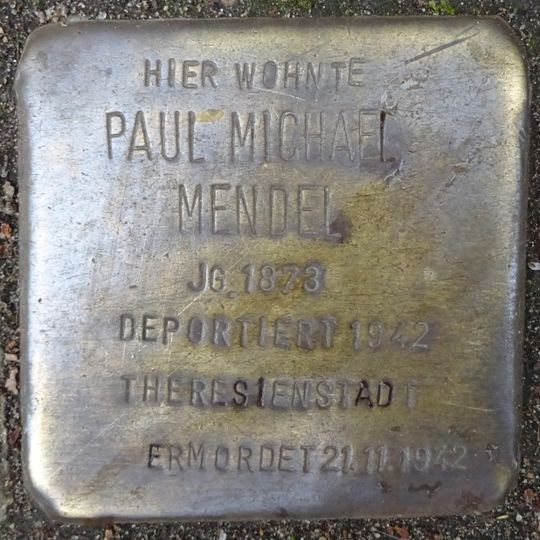 HIER WOHNTE
PAUL MICHAEL
MENDEL
JG. 1873
DEPORTIERT 1942
THERESIENSTADT
ERMORDET 21.11.1942